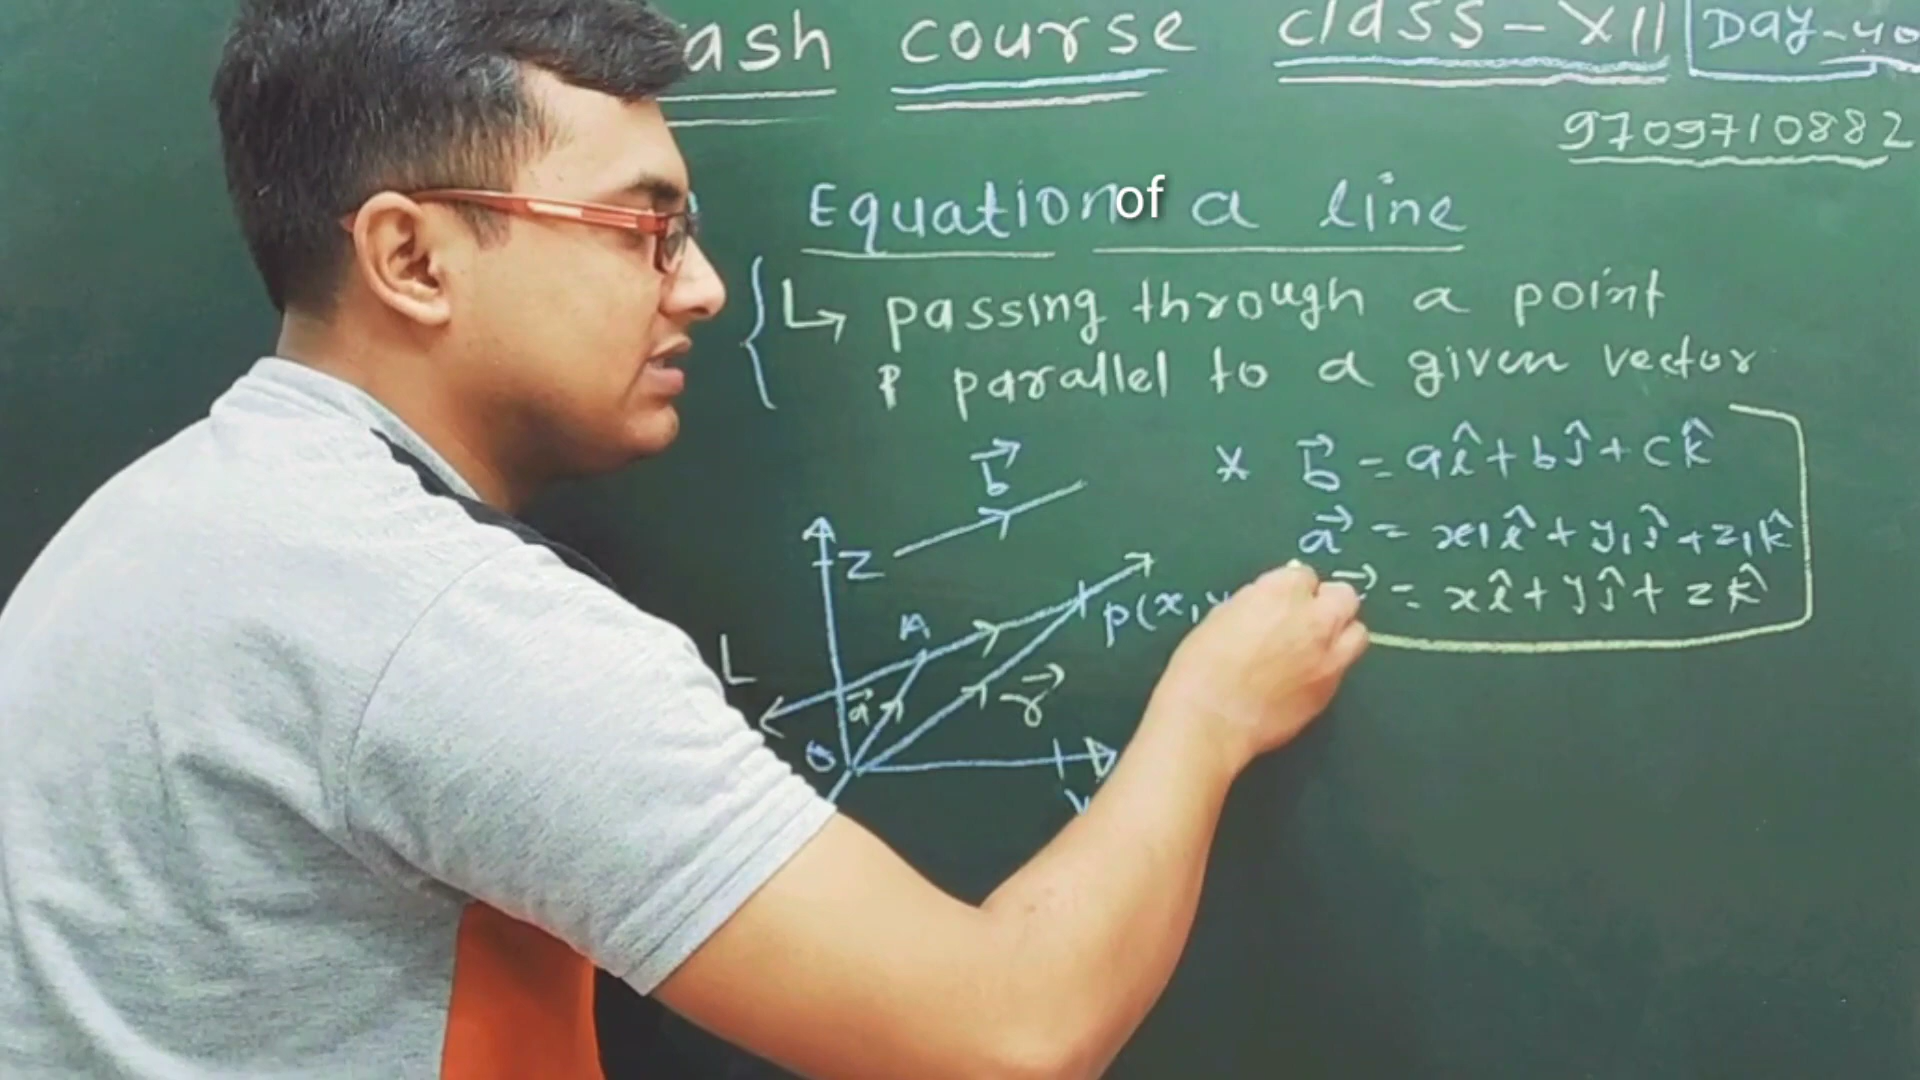 ash course class-XII Day-40
9709710882
Equation of a line
↳ passing through a point
& parallel to a given vector
* b⃗ = aî+bĵ+ck̂
a⃗ = x₁î+y₁ĵ+z₁k̂
= xî+yĵ+zk̂
b⃗
Z
A
P(x,
L
a⃗
r⃗
O